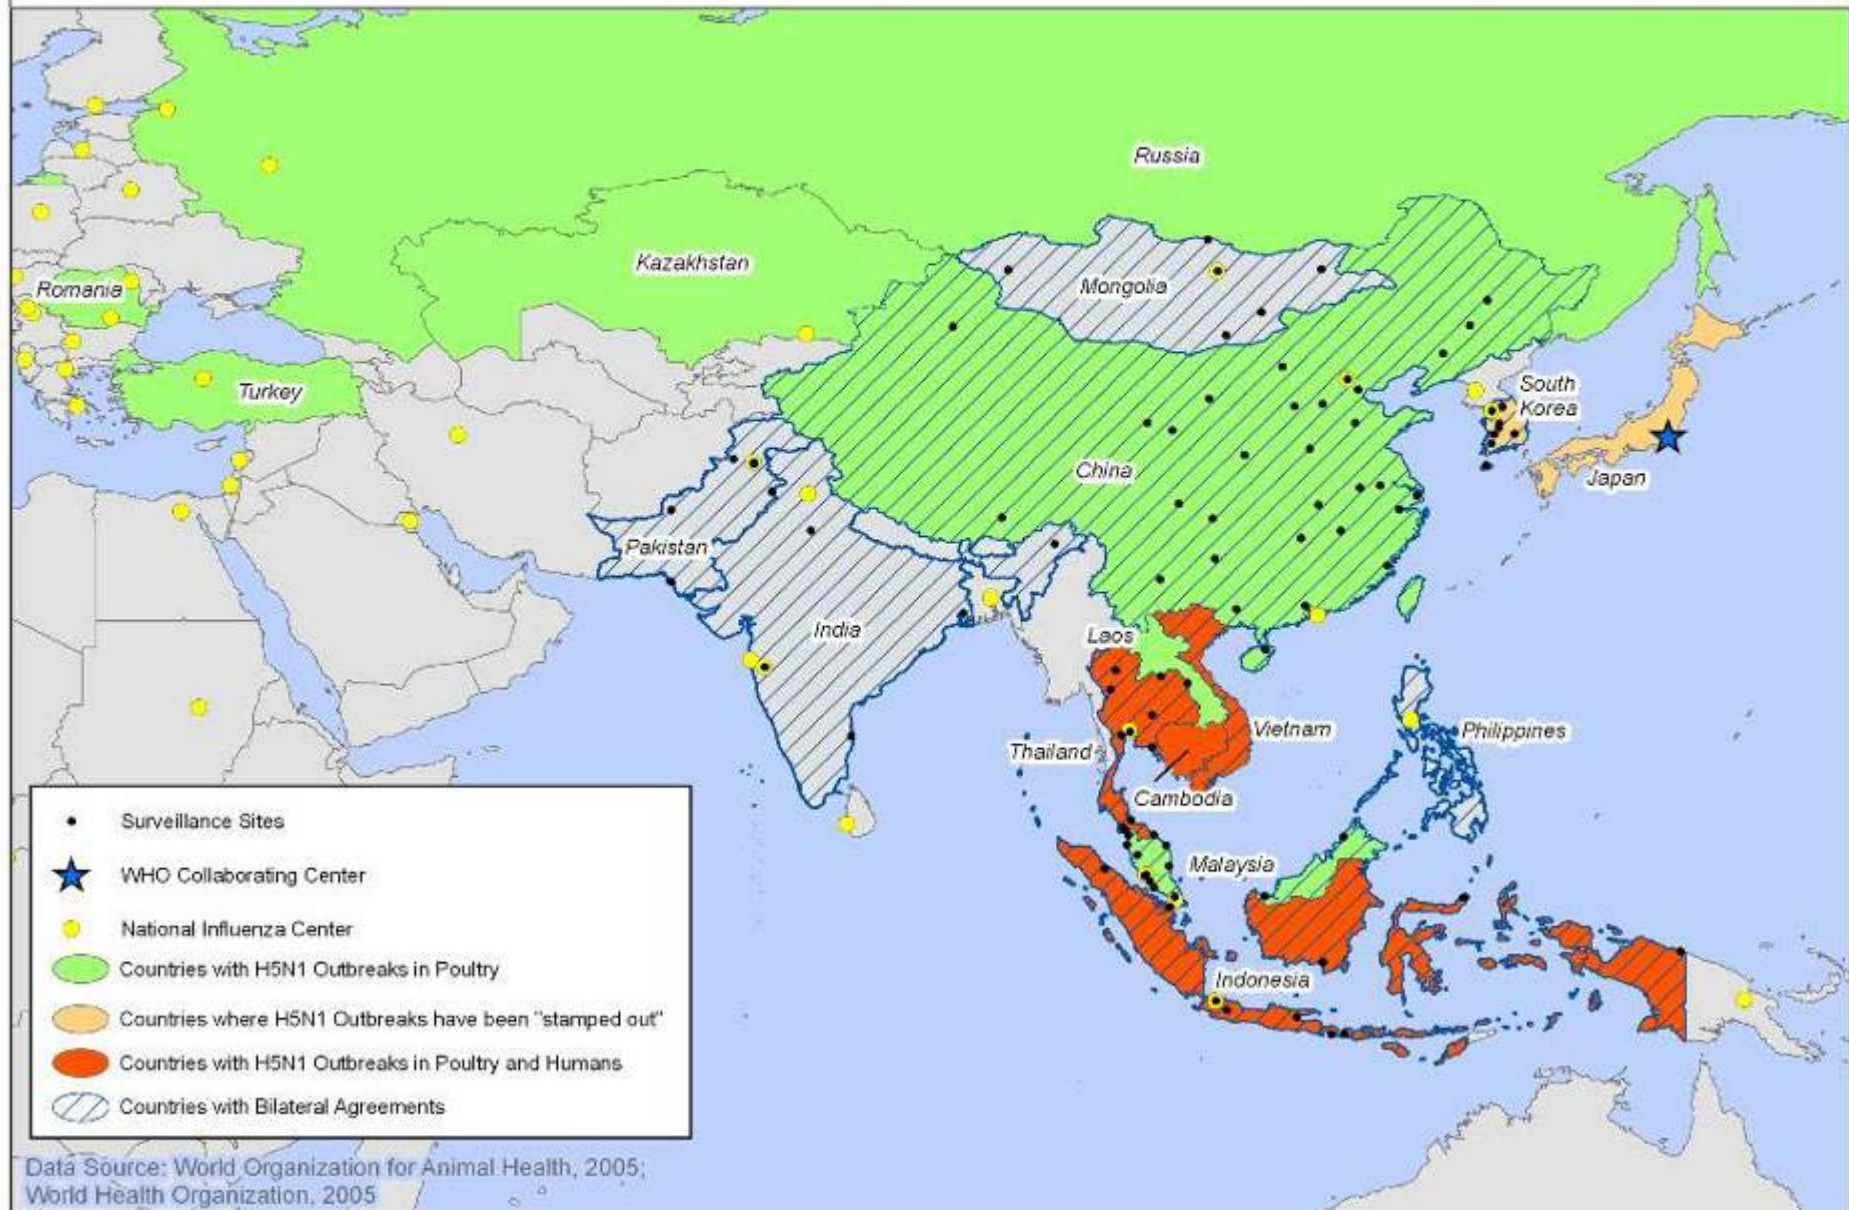 Russia
Kazakhstan
Mongolia
Romania
Turkey
South
Korea
China
Japan
Pakistan
India
Laos
Vietnam
Philippines
Thailand
Cambodia
Malaysia
Indonesia
Surveillance Sites
WHO Collaborating Center
National Influenza Center
Countries with H5N1 Outbreaks in Poultry
Countries where H5N1 Outbreaks have been "stamped out"
Countries with H5N1 Outbreaks in Poultry and Humans
Countries with Bilateral Agreements
Data Source: World Organization for Animal Health, 2005;
World Health Organization, 2005